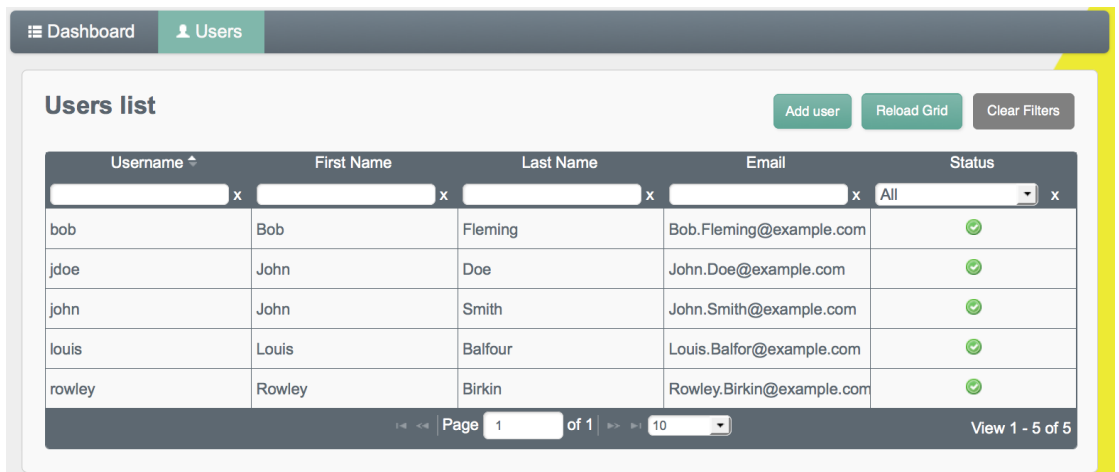 Dashboard Users
Users list
Add user Reload Grid Clear Filters
Username First Name Last Name Email Status
x x x x All x
bob Bob Fleming Bob.Fleming@example.com
jdoe John Doe John.Doe@example.com
john John Smith John.Smith@example.com
louis Louis Balfour Louis.Balfor@example.com
rowley Rowley Birkin Rowley.Birkin@example.com
Page 1 of 1 10 View 1 - 5 of 5